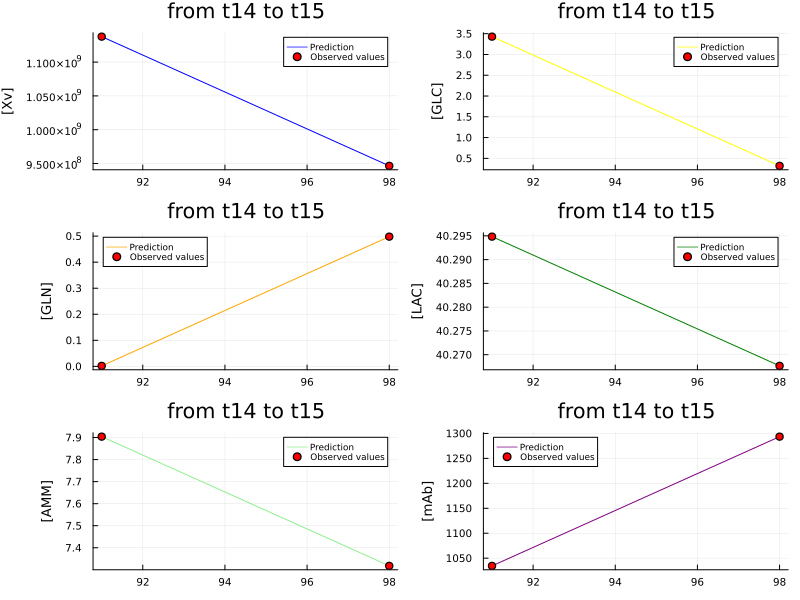 from t14 to t15
[Xv]
1.100×10⁹
1.050×10⁹
1.000×10⁹
9.500×10⁸
92 94 96 98
Prediction
Observed values
from t14 to t15
[GLC]
3.5
3.0
2.5
2.0
1.5
1.0
0.5
92 94 96 98
Prediction
Observed values
from t14 to t15
[GLN]
0.5
0.4
0.3
0.2
0.1
0.0
92 94 96 98
Prediction
Observed values
from t14 to t15
[LAC]
40.295
40.290
40.285
40.280
40.275
40.270
92 94 96 98
Prediction
Observed values
from t14 to t15
[AMM]
7.9
7.8
7.7
7.6
7.5
7.4
92 94 96 98
Prediction
Observed values
from t14 to t15
[mAb]
1300
1250
1200
1150
1100
1050
92 94 96 98
Prediction
Observed values